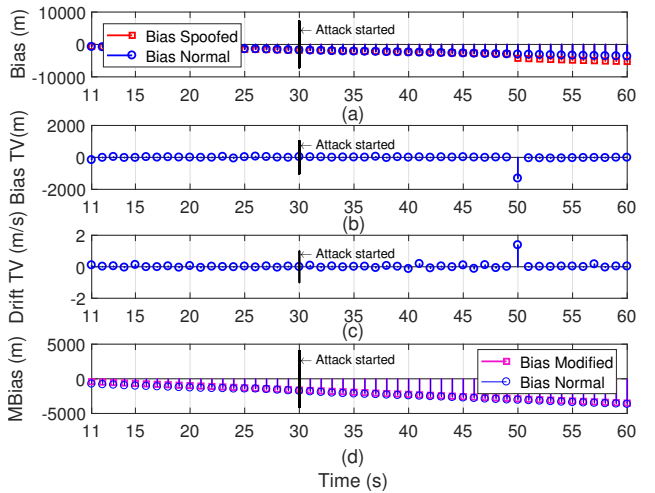 Bias (m)
10000
0
-10000
Bias Spoofed
Bias Normal
← Attack started
11 15 20 25 30 35 40 45 50 55 60
(a)
Bias TV(m)
2000
0
-2000
← Attack started
11 15 20 25 30 35 40 45 50 55 60
(b)
Drift TV (m/s)
2
0
-2
← Attack started
11 15 20 25 30 35 40 45 50 55 60
(c)
MBias (m)
5000
0
-5000
← Attack started
Bias Modified
Bias Normal
11 15 20 25 30 35 40 45 50 55 60
(d)
Time (s)